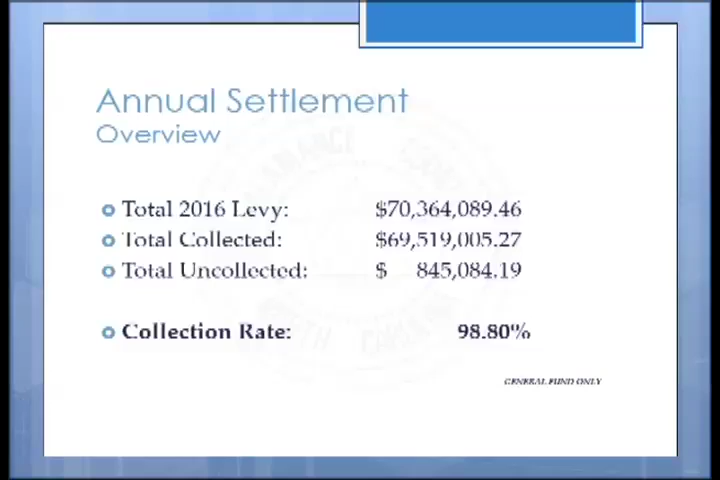 Annual Settlement
Overview
Total 2016 Levy: $70,364,089.46
Total Collected: $69,519,005.27
Total Uncollected: $ 845,084.19
Collection Rate: 98.80%
GENERAL FUND ONLY